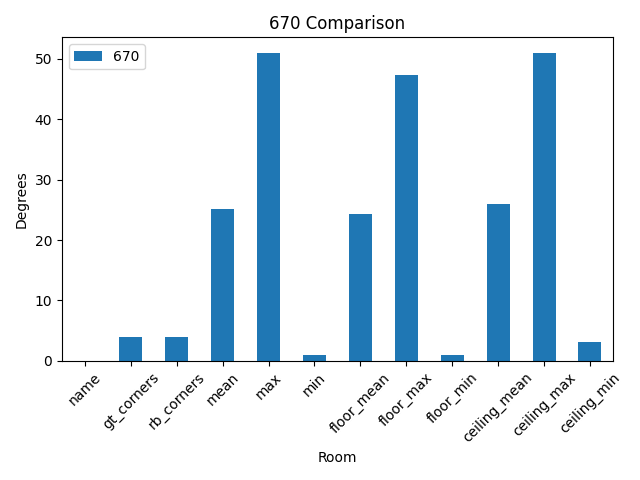 670 Comparison
670
Degrees
50
40
30
20
10
0
name
gt_corners
rb_corners
mean
max
min
floor_mean
floor_max
floor_min
ceiling_mean
ceiling_max
ceiling_min
Room